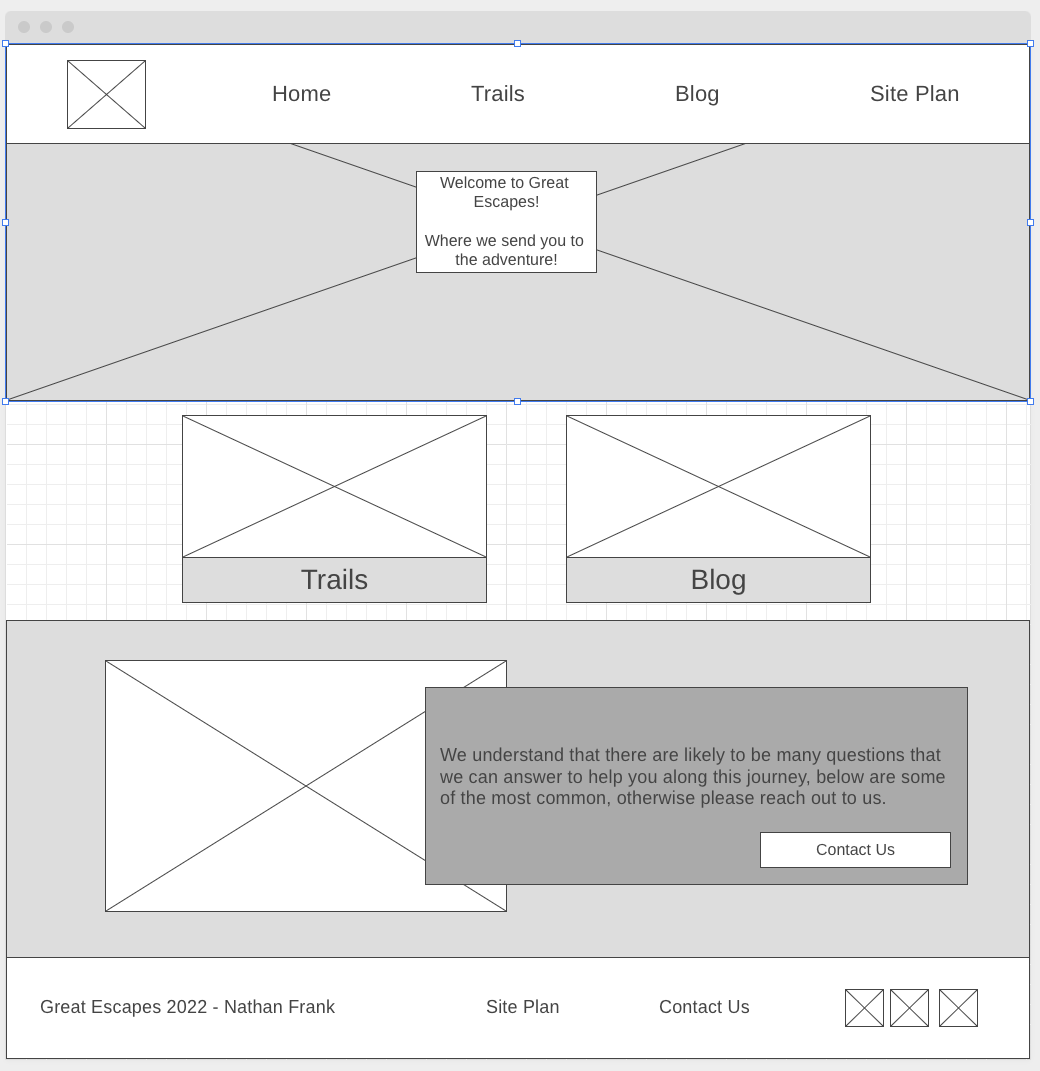 Home
Trails
Blog
Site Plan
Welcome to Great
Escapes!
Where we send you to
the adventure!
Trails
Blog
We understand that there are likely to be many questions that
we can answer to help you along this journey, below are some
of the most common, otherwise please reach out to us.
Contact Us
Great Escapes 2022 - Nathan Frank
Site Plan
Contact Us